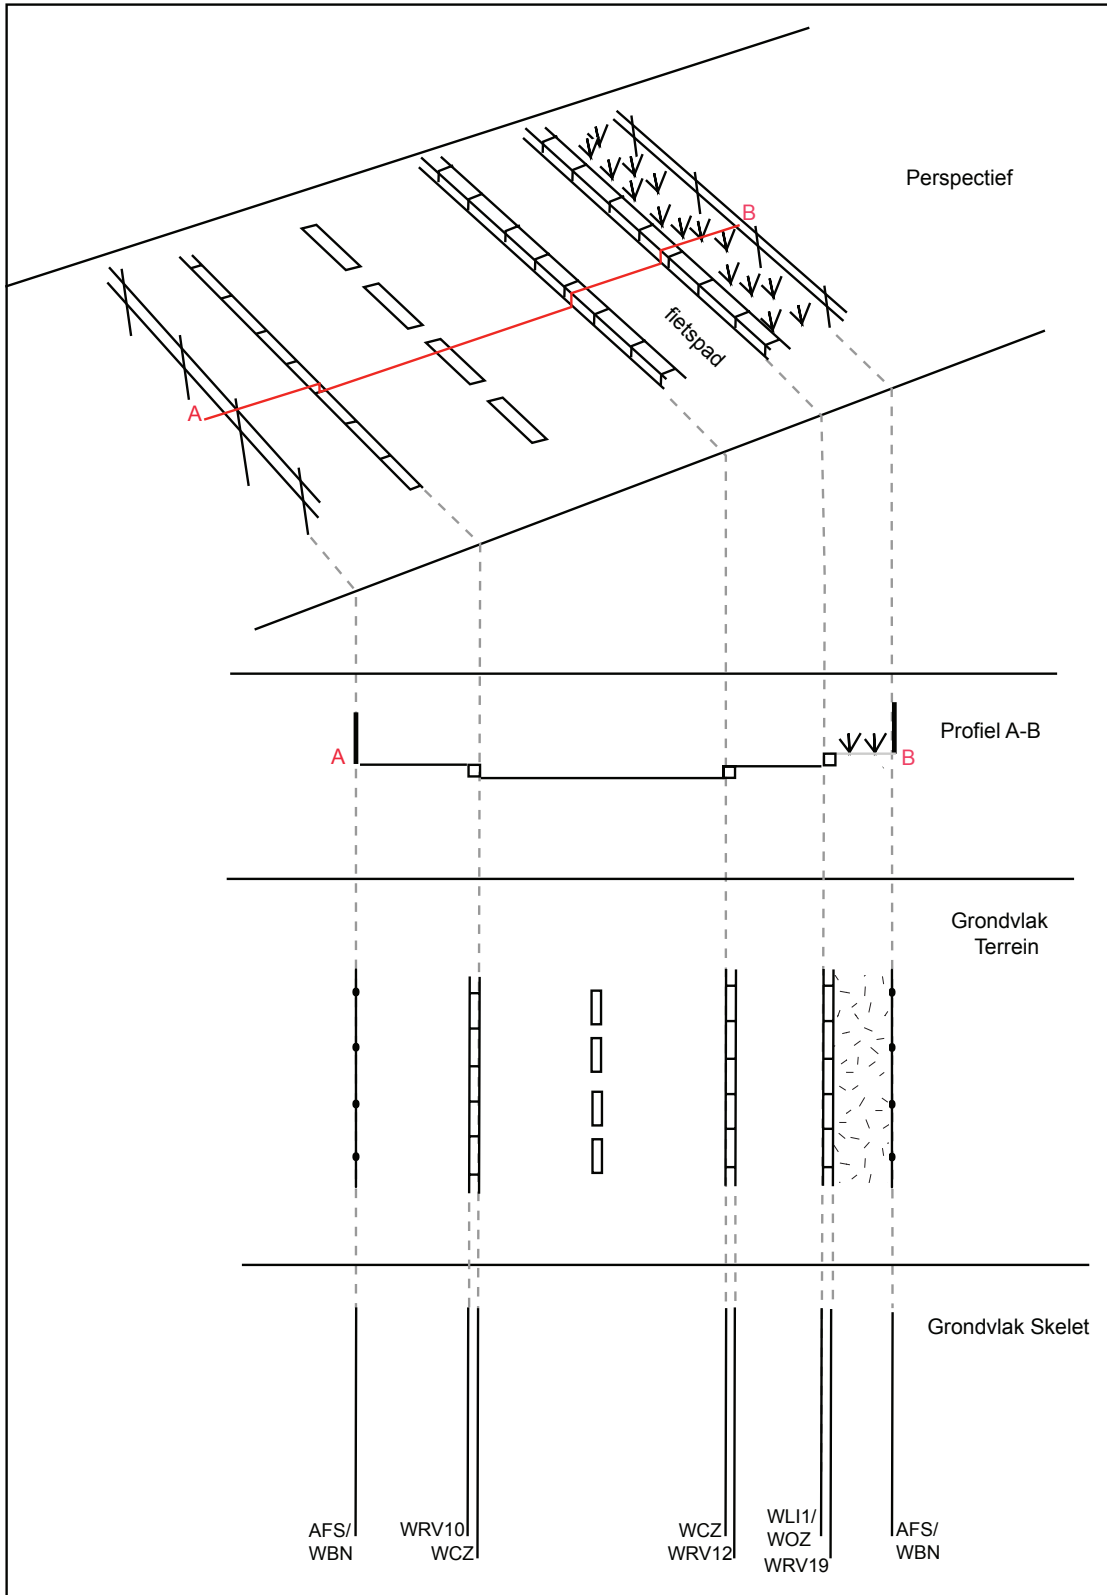 Perspectief
B
fietspad
A
Profiel A-B
A
B
Grondvlak
Terrein
Grondvlak Skelet
AFS/
WBN
WRV10
WCZ
WCZ
WRV12
WLI1/
WOZ
WRV19
AFS/
WBN